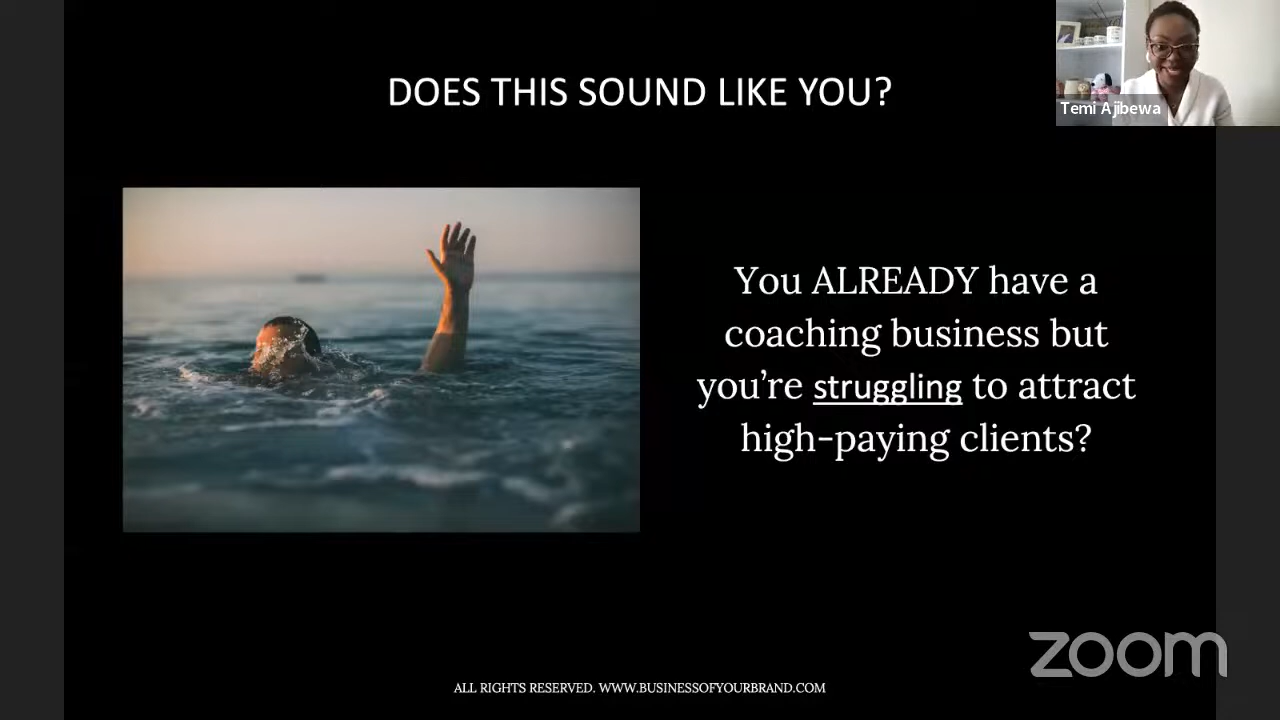 DOES THIS SOUND LIKE YOU?
Temi Ajibewa
You ALREADY have a
coaching business but
you're struggling to attract
high-paying clients?
zoom
ALL RIGHTS RESERVED. WWW.BUSINESSOFYOURBRAND.COM